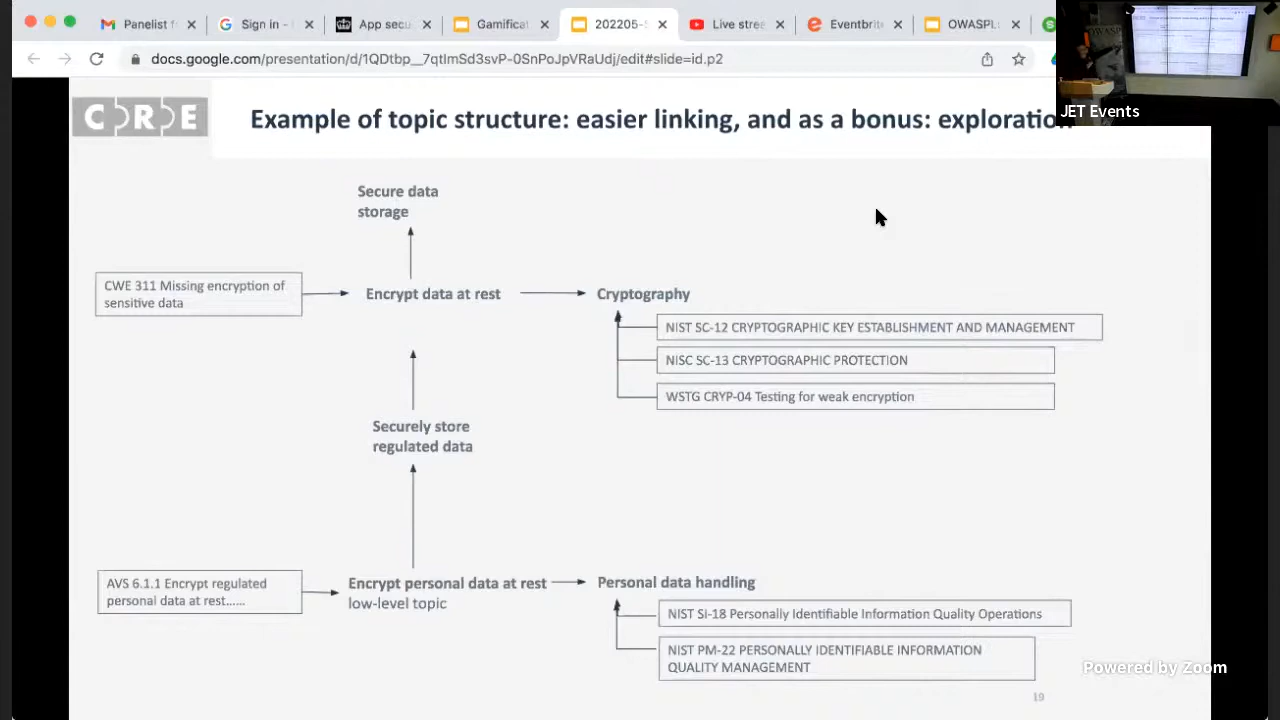 Panelist f
Sign in - 
App secu
Gamific
202205-
Live stre
Eventbri
OWASPL
S
docs.google.com/presentation/d/1QDtbp__7qtlmSd3svP-0SnPoJpVRaUdj/edit#slide=id.p2
JET Events
CRE
Example of topic structure: easier linking, and as a bonus: exploration
Secure data
storage
CWE 311 Missing encryption of
sensitive data
Encrypt data at rest
Cryptography
NIST SC-12 CRYPTOGRAPHIC KEY ESTABLISHMENT AND MANAGEMENT
NISC SC-13 CRYPTOGRAPHIC PROTECTION
WSTG CRYP-04 Testing for weak encryption
Securely store
regulated data
AVS 6.1.1 Encrypt regulated
personal data at rest......
Encrypt personal data at rest
low-level topic
Personal data handling
NIST SI-18 Personally Identifiable Information Quality Operations
NIST PM-22 PERSONALLY IDENTIFIABLE INFORMATION
QUALITY MANAGEMENT
Powered by Zoom
19